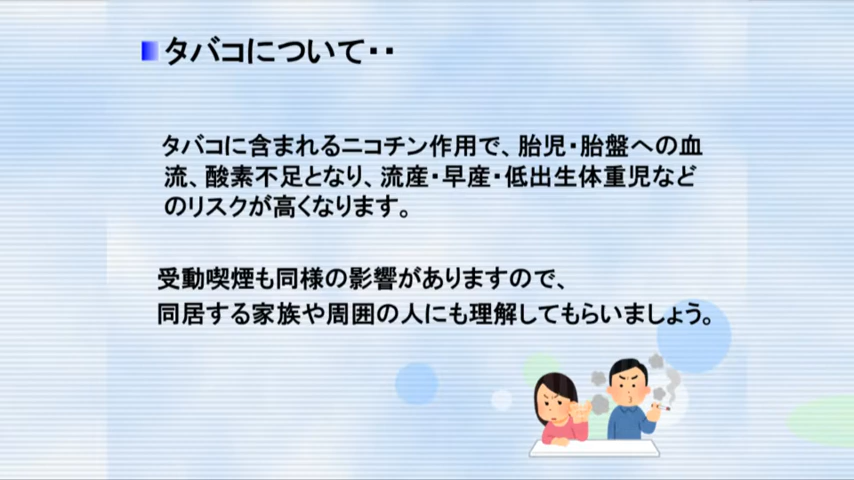 タバコについて・・
タバコに含まれるニコチン作用で、胎児・胎盤への血
流、酸素不足となり、流産・早産・低出生体重児など
のリスクが高くなります。
受動喫煙も同様の影響がありますので、
同居する家族や周囲の人にも理解してもらいましょう。